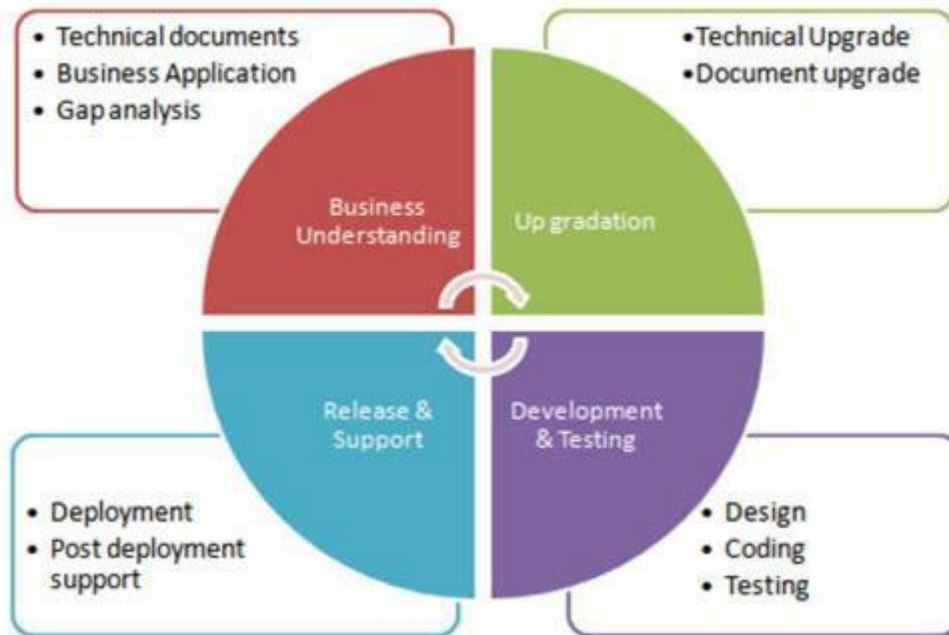 • Technical documents
• Business Application
• Gap analysis
•Technical Upgrade
•Document upgrade
Business
Understanding
Up gradation
Release &
Support
Development
& Testing
• Deployment
• Post deployment
support
• Design
• Coding
• Testing